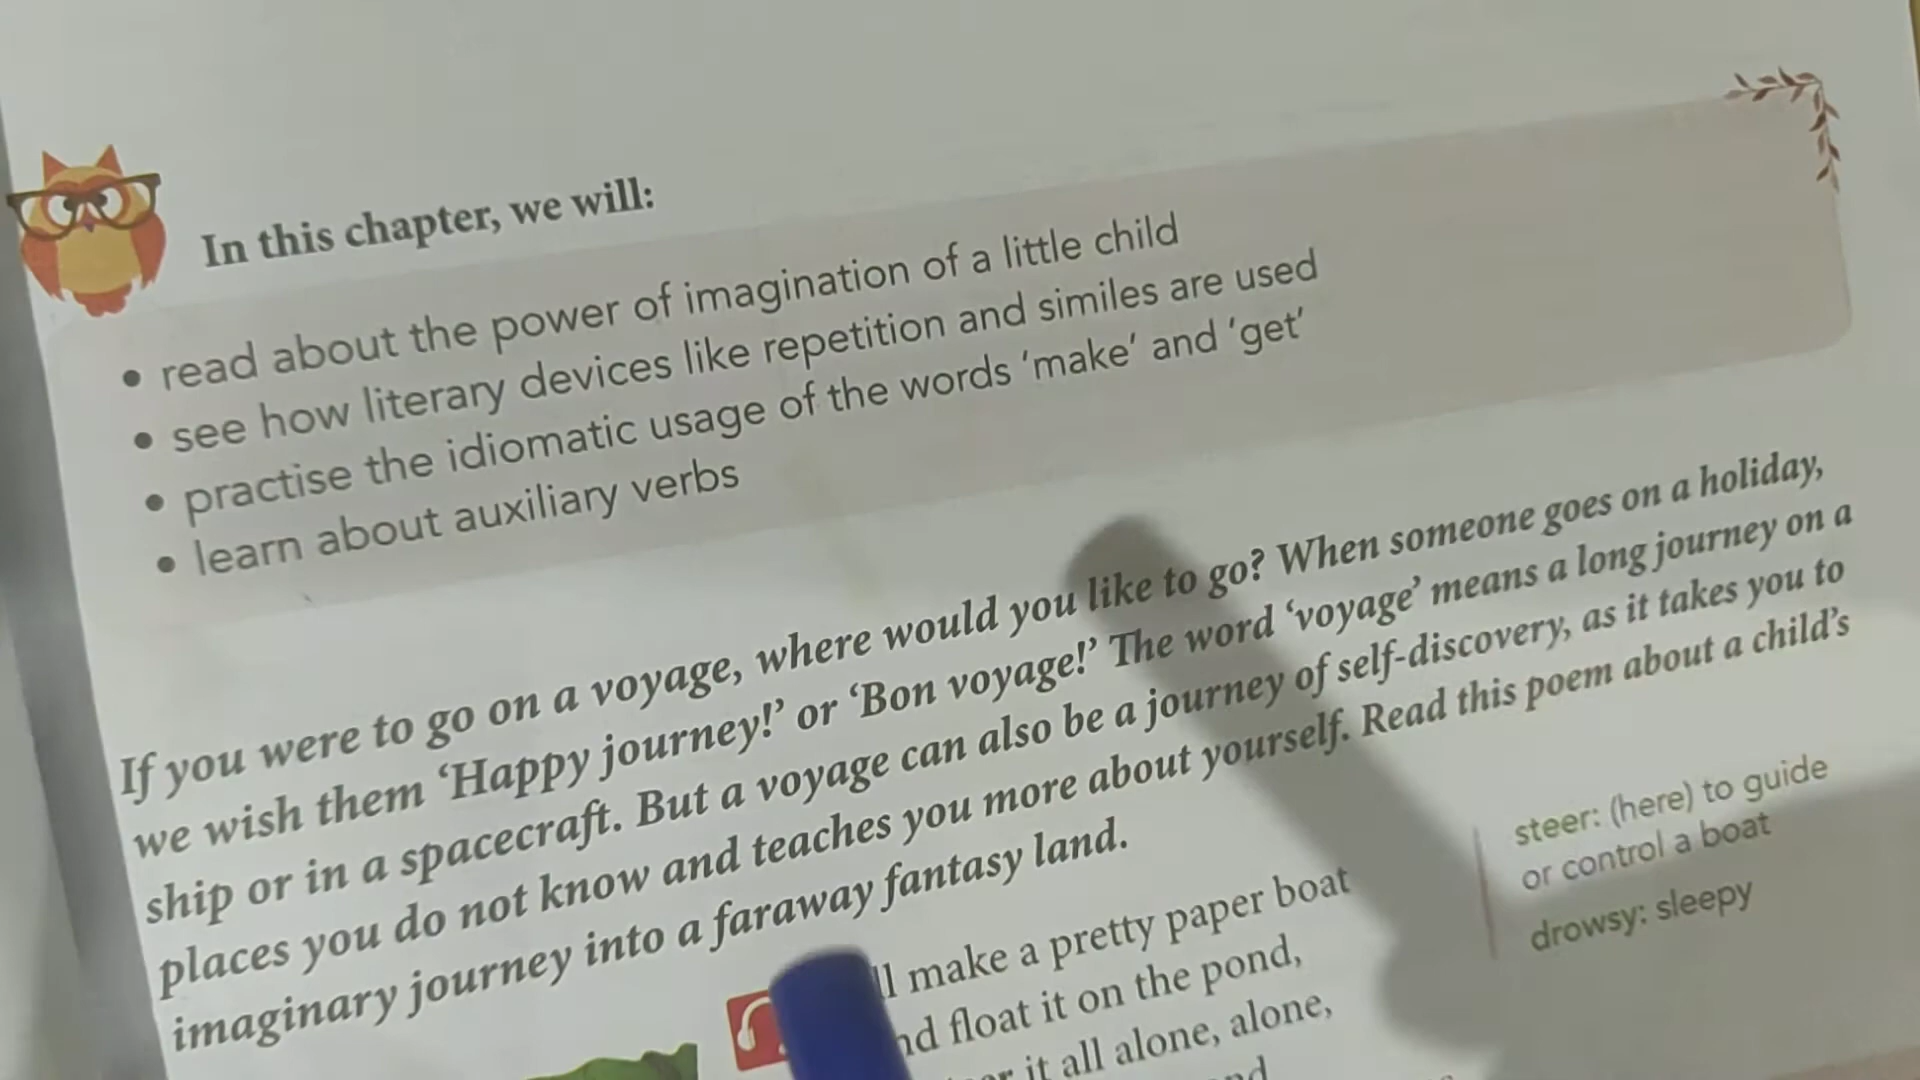 In this chapter, we will:
• read about the power of imagination of a little child
• see how literary devices like repetition and similes are used
• practise the idiomatic usage of the words ‘make’ and ‘get’
• learn about auxiliary verbs
If you were to go on a voyage, where would you like to go? When someone goes on a holiday,
we wish them ‘Happy journey!’ or ‘Bon voyage!’ The word ‘voyage’ means a long journey on a
ship or in a spacecraft. But a voyage can also be a journey of self-discovery, as it takes you to
places you do not know and teaches you more about yourself. Read this poem about a child’s
imaginary journey into a faraway fantasy land.
make a pretty paper boat
float it on the pond,
it all alone, alone,
steer: (here) to guide
or control a boat
drowsy: sleepy